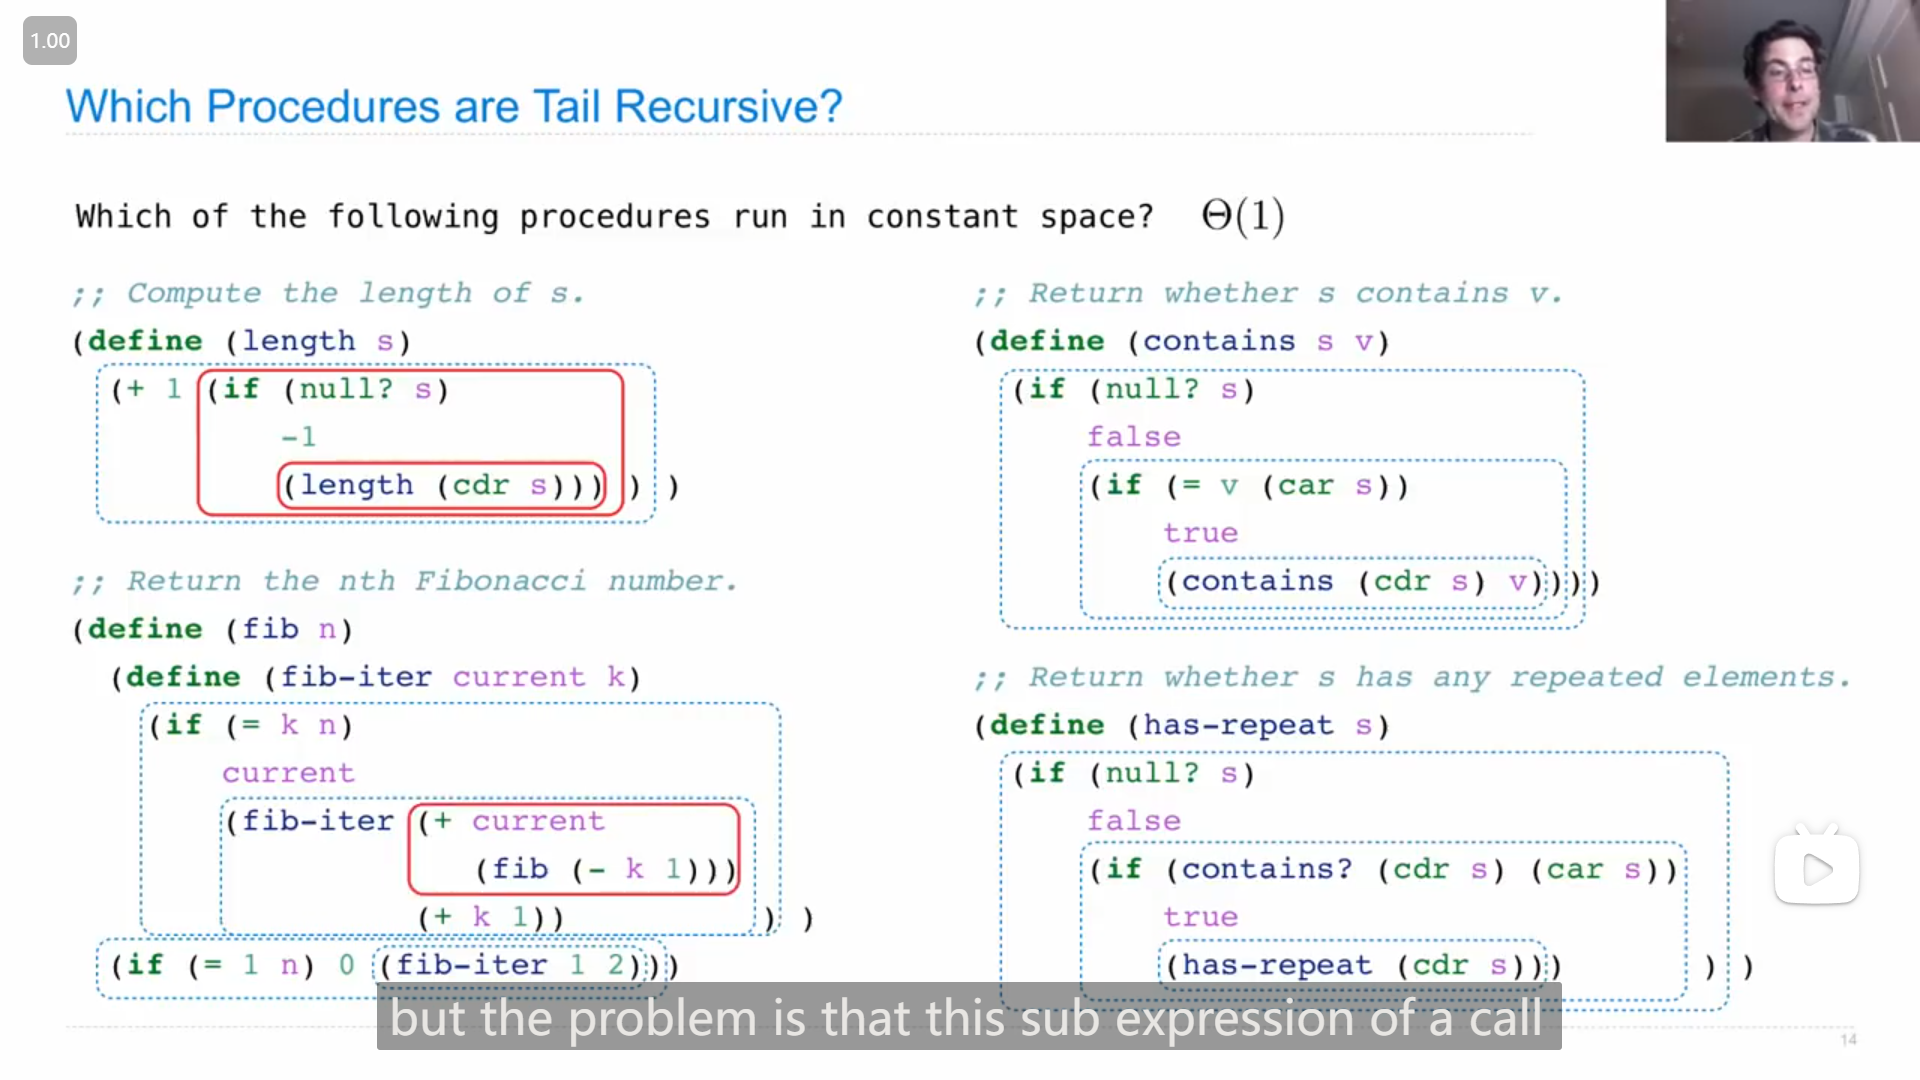 1.00
Which Procedures are Tail Recursive?
Which of the following procedures run in constant space? Θ(1)
;; Compute the length of s.
(define (length s)
(+ 1 (if (null? s)
-1
(length (cdr s))) ) )
;; Return the nth Fibonacci number.
(define (fib n)
(define (fib-iter current k)
(if (= k n)
current
(fib-iter (+ current
(fib (- k 1)))
(+ k 1)) ) )
(if (= 1 n) 0 (fib-iter 1 2)))
;; Return whether s contains v.
(define (contains s v)
(if (null? s)
false
(if (= v (car s))
true
(contains (cdr s) v))))
;; Return whether s has any repeated elements.
(define (has-repeat s)
(if (null? s)
false
(if (contains? (cdr s) (car s))
true
(has-repeat (cdr s))) ) )
but the problem is that this sub expression of a call
14